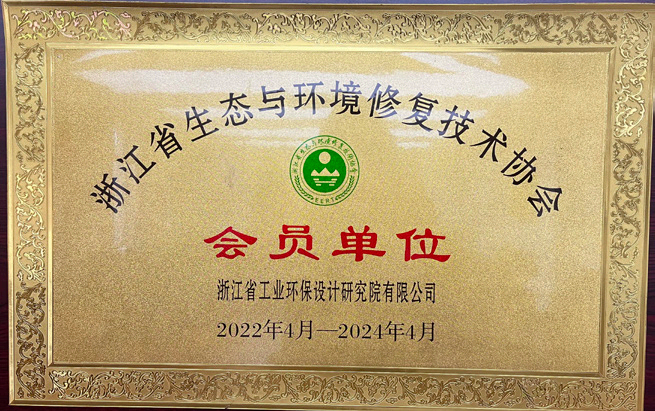 浙江省生态与环境修复技术协会
会员单位
浙江省工业环保设计研究院有限公司
2022年4月—2024年4月